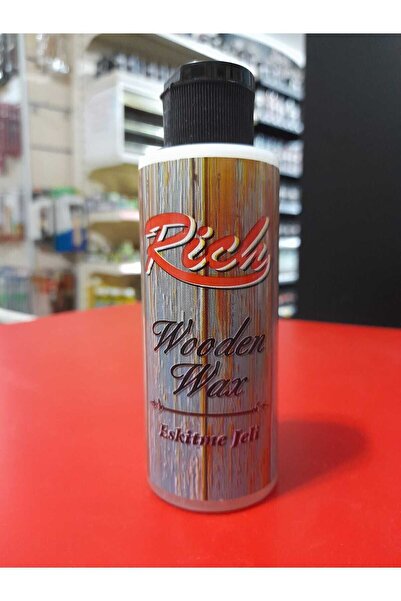 Rich
Wooden
Wax
Eskitme Jeli